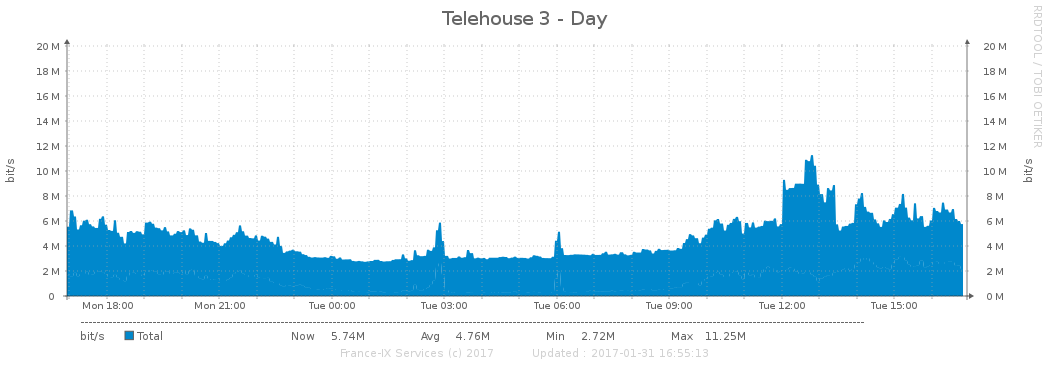 Telehouse 3 - Day
RRDTOOL / TOBI OETIKER
bit/s
bit/s
20 M 20 M
18 M 18 M
16 M 16 M
14 M 14 M
12 M 12 M
10 M 10 M
8 M 8 M
6 M 6 M
4 M 4 M
2 M 2 M
0 0 M
Mon 18:00 Mon 21:00 Tue 00:00 Tue 03:00 Tue 06:00 Tue 09:00 Tue 12:00 Tue 15:00
bit/s Total Now 5.74M Avg 4.76M Min 2.72M Max 11.25M
France-IX Services (c) 2017 Updated : 2017-01-31 16:55:13